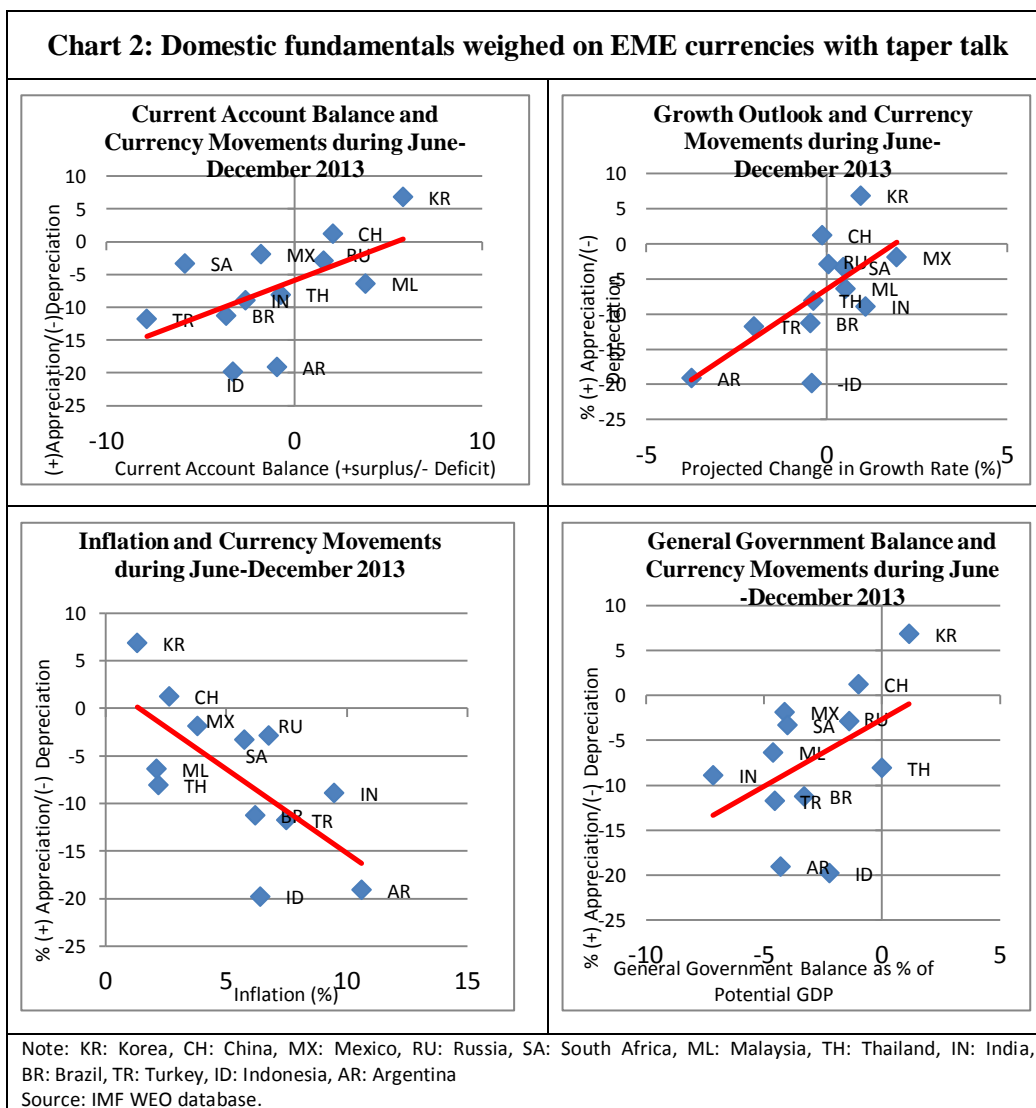 Chart 2: Domestic fundamentals weighed on EME currencies with taper talk
Current Account Balance and
Currency Movements during June-
December 2013
(+)Appreciation/(-)Depreciation
10
5
0
-5
-10
-15
-20
-25
KR
CH
MX
RU
SA
ML
TH
IN
TR
BR
AR
ID
-10
0
10
Current Account Balance (+surplus/- Deficit)
Growth Outlook and Currency
Movements during June-
December 2013
% (+) Appreciation/(-)
Depreciation
10
5
0
-5
-10
-15
-20
-25
KR
CH
MX
RU
SA
ML
TH
IN
TR
BR
AR
-ID
-5
0
5
Projected Change in Growth Rate (%)
Inflation and Currency Movements
during June-December 2013
% (+) Appreciation/(-) Depreciation
10
5
0
-5
-10
-15
-20
-25
KR
CH
MX
RU
SA
ML
TH
IN
BR
TR
ID
AR
0
5
10
15
Inflation (%)
General Government Balance and
Currency Movements during June
-December 2013
% (+) Appreciation/(-) Depreciation
10
5
0
-5
-10
-15
-20
-25
KR
CH
MX
RU
SA
ML
TH
IN
TR
BR
AR
ID
-10
-5
0
5
General Government Balance as % of
Potential GDP
Note: KR: Korea, CH: China, MX: Mexico, RU: Russia, SA: South Africa, ML: Malaysia, TH: Thailand, IN: India,
BR: Brazil, TR: Turkey, ID: Indonesia, AR: Argentina
Source: IMF WEO database.